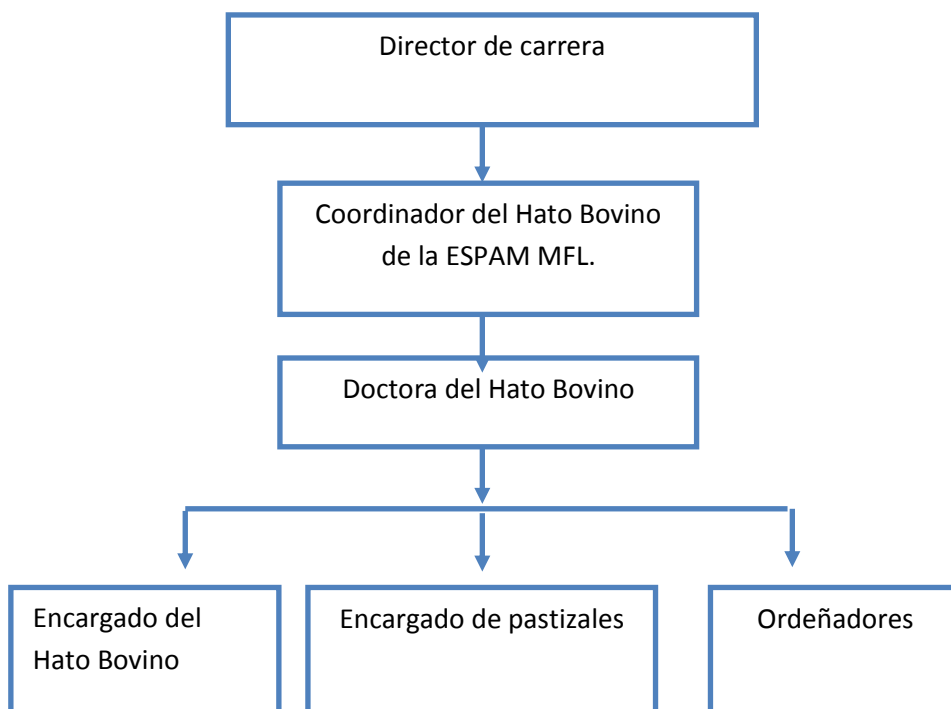 Director de carrera
Coordinador del Hato Bovino
de la ESPAM MFL.
Doctora del Hato Bovino
Encargado del
Hato Bovino
Encargado de pastizales
Ordeñadores